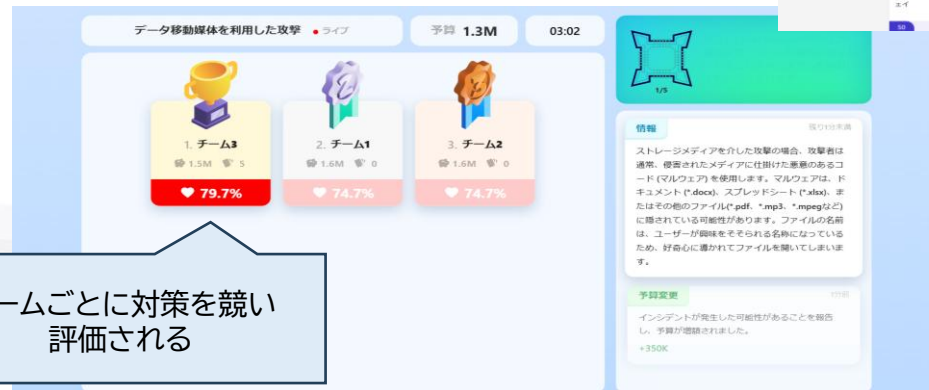 データ移動媒体を利用した攻撃 ● ライブ
予算 1.3M
03:02
1. チーム3
1.5M 5
79.7%
2. チーム1
1.6M 0
74.7%
3. チーム2
1.6M 0
74.7%
ームごとに対策を競い
評価される
1/5
情報 残り1分未満
ストレージメディアを介した攻撃の場合、攻撃者は
通常、侵害されたメディアに仕掛けた悪意のあるコ
ード (マルウェア) を使用します。マルウェアは、ド
キュメント (*.docx)、スプレッドシート (*.xlsx)、ま
たはその他のファイル(*.pdf、*.mp3、*.mpegなど)
に隠されている可能性があります。ファイルの名前
は、ユーザーが興味をそそられる名称になっている
ため、好奇心に導かれてファイルを開いてしまいま
す。
予算変更 1分前
インシデントが発生した可能性があることを報告
し、予算が増額されました。
+350K
ェイ
50